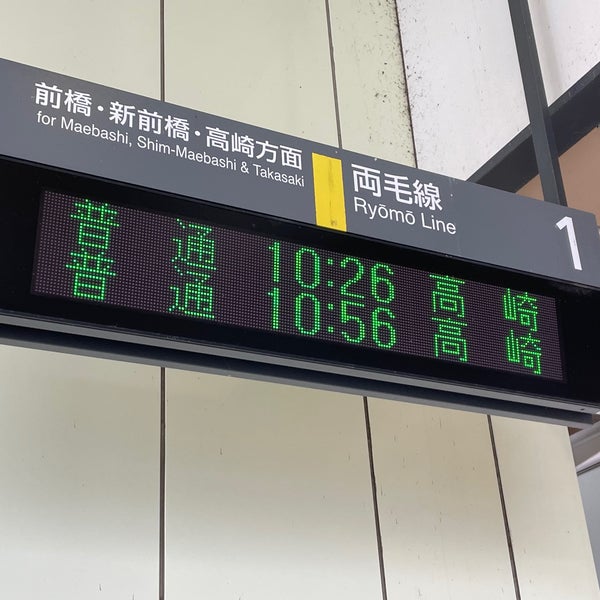 前橋・新前橋・高崎方面
for Maebashi, Shim-Maebashi & Takasaki
両毛線
Ryōmō Line
1
普通 10:26 高崎
普通 10:56 高崎